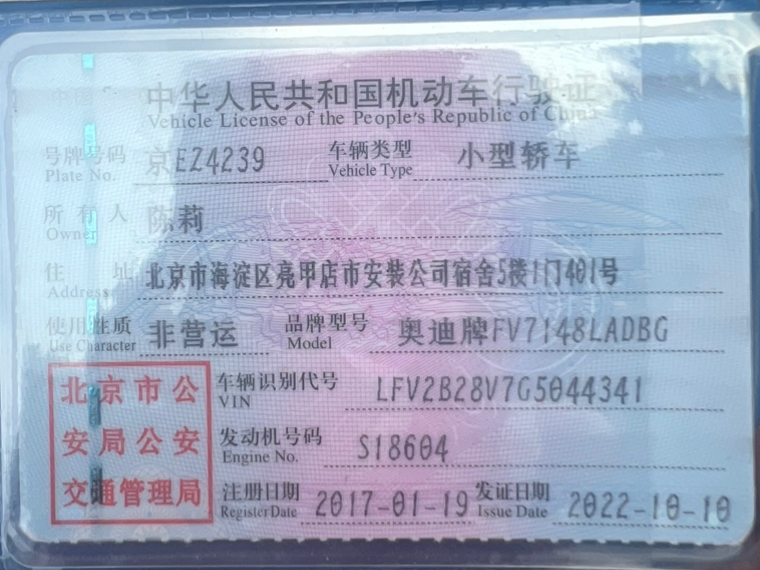 中华人民共和国机动车行驶证
Vehicle License of the People's Republic of China
号牌号码 京EZ4239 车辆类型 小型轿车
Plate No. Vehicle Type
所有人 陈莉
Owner
住址 北京市海淀区亮甲店市安装公司宿舍5楼1门401号
Address
使用性质 非营运 品牌型号 奥迪牌FV7148LADBG
Use Character Model
北京市公 车辆识别代号 LFV2B28V7G5044341
VIN
安局公安 发动机号码 S18604
Engine No.
交通管理局 注册日期 2017-01-19 发证日期 2022-10-10
Register Date Issue Date